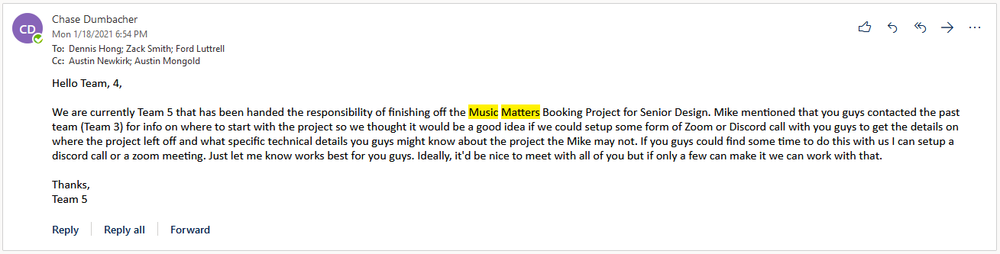 Chase Dumbacher
CD
Mon 1/18/2021 6:54 PM
To: Dennis Hong; Zack Smith; Ford Luttrell
Cc: Austin Newkirk; Austin Mongold
Hello Team, 4,
We are currently Team 5 that has been handed the responsibility of finishing off the Music Matters Booking Project for Senior Design. Mike mentioned that you guys contacted the past
team (Team 3) for info on where to start with the project so we thought it would be a good idea if we could setup some form of Zoom or Discord call with you guys to get the details on
where the project left off and what specific technical details you guys might know about the project the Mike may not. If you guys could find some time to do this with us I can setup a
discord call or a zoom meeting. Just let me know works best for you guys. Ideally, it'd be nice to meet with all of you but if only a few can make it we can work with that.
Thanks,
Team 5
Reply Reply all Forward